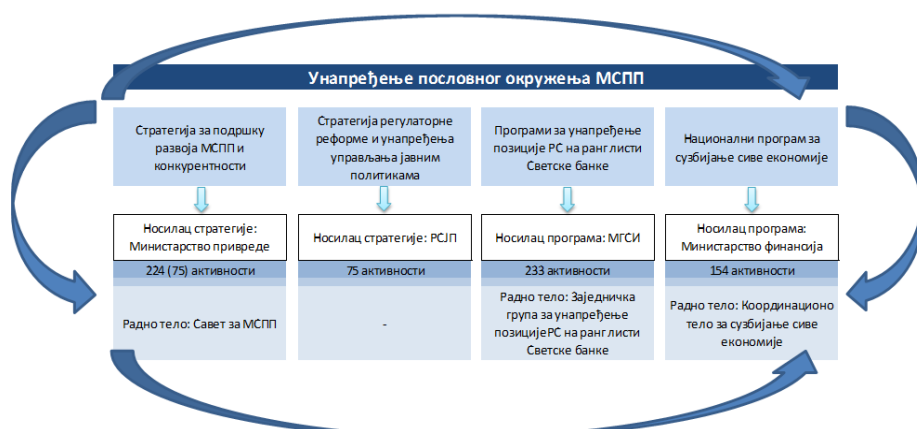 Унапређење пословног окружења МСПП
Стратегија за подршку
развоја МСПП и
конкурентности
Стратегија регулаторне
реформе и унапређења
управљања јавним
политикама
Програми за унапређење
позиције РС на ранг листи
Светске банке
Национални програм за
сузбијање сиве економије
Носилац стратегије:
Министарство привреде
Носилац стратегије: РСЈП
Носилац програма: МГСИ
Носилац програма:
Министарство финансија
224 (75) активности
75 активности
233 активности
154 активности
Радно тело: Савет за МСПП
-
Радно тело: Заједничка
група за унапређење
позицијеРС на ранг листи
Светске банке
Радно тело: Координационо
тело за сузбијање сиве
економије